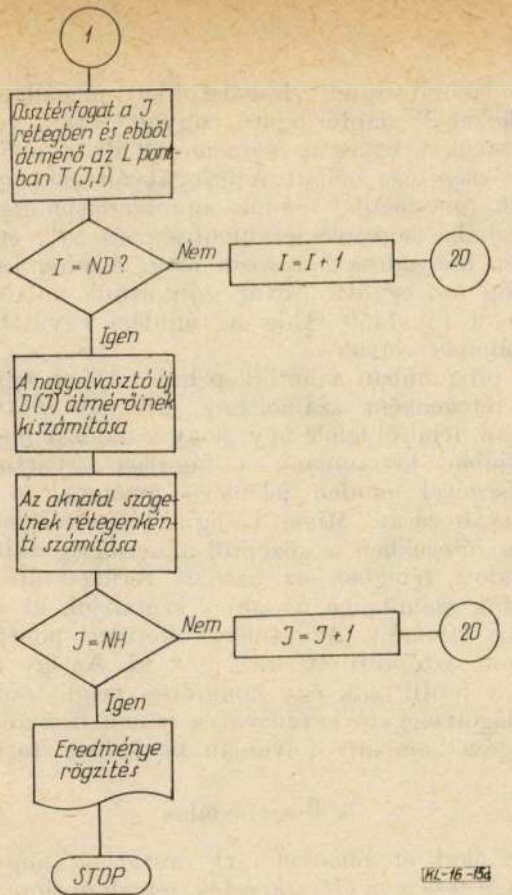 1
Össztérfogat a J
rétegben és ebből
átmérő az L pont-
ban T(J,I)
I = ND?
Nem
I = I + 1
20
Igen
A nagyolvasztó új
D(J) átmérőinek
kiszámítása
Az aknafal szöge-
inek rétegenkén-
ti számítása
J = NH
Nem
J = J + 1
20
Igen
Eredménye
rögzítés
STOP
KL-16-15d